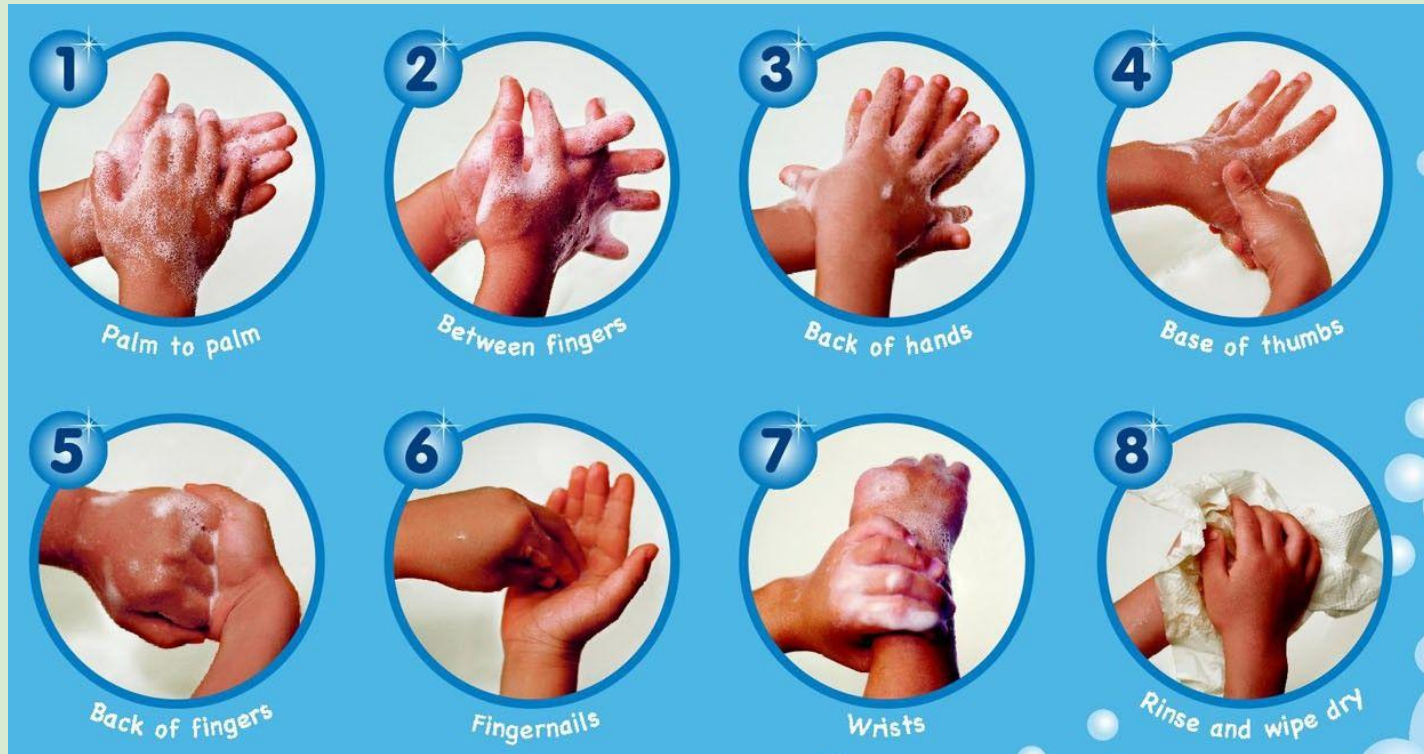 1
Palm to palm
2
Between fingers
3
Back of hands
4
Base of thumbs
5
Back of fingers
6
Fingernails
7
Wrists
8
Rinse and wipe dry